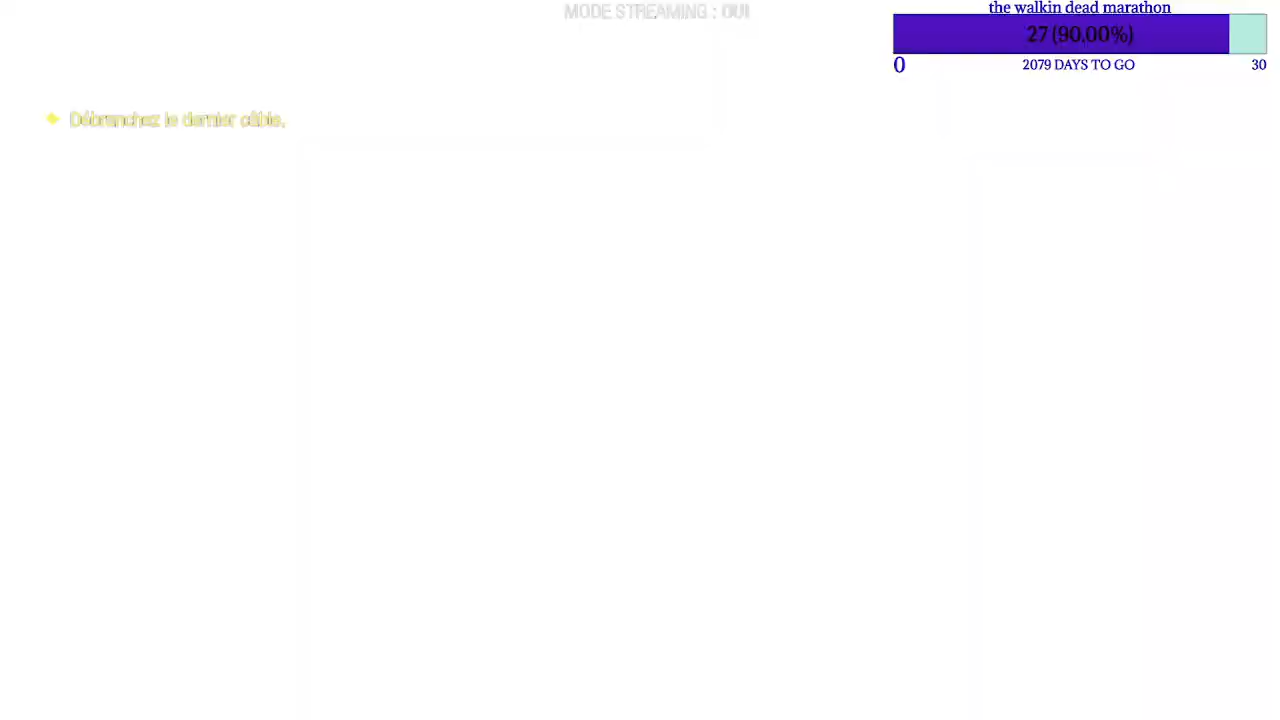 MODE STREAMING : OUI
the walkin dead marathon
27 (90,00%)
0
2079 DAYS TO GO
30
Débranchez le dernier câble.